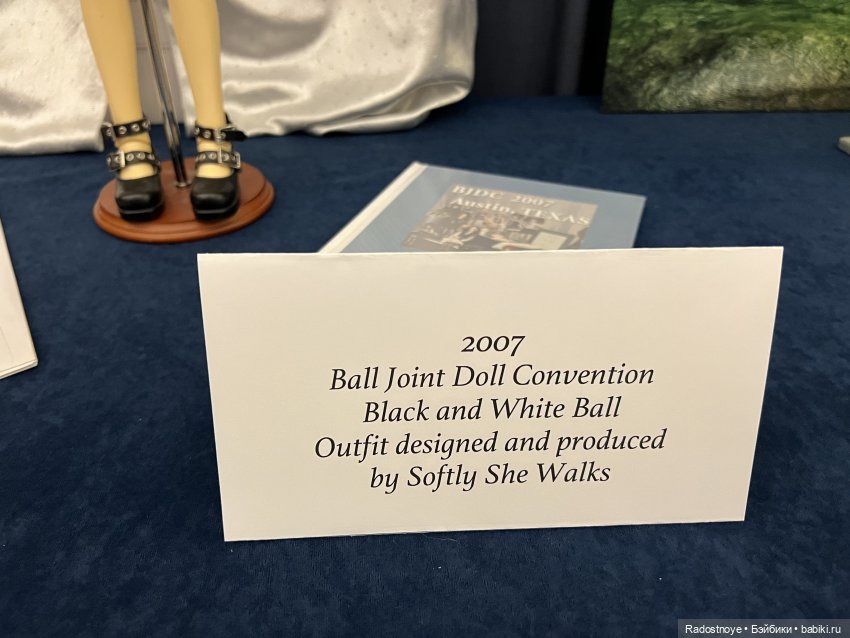 BJDC 2007
Austin, TEXAS
2007
Ball Joint Doll Convention
Black and White Ball
Outfit designed and produced
by Softly She Walks
Radostnoye • Бэйбики • babiki.ru